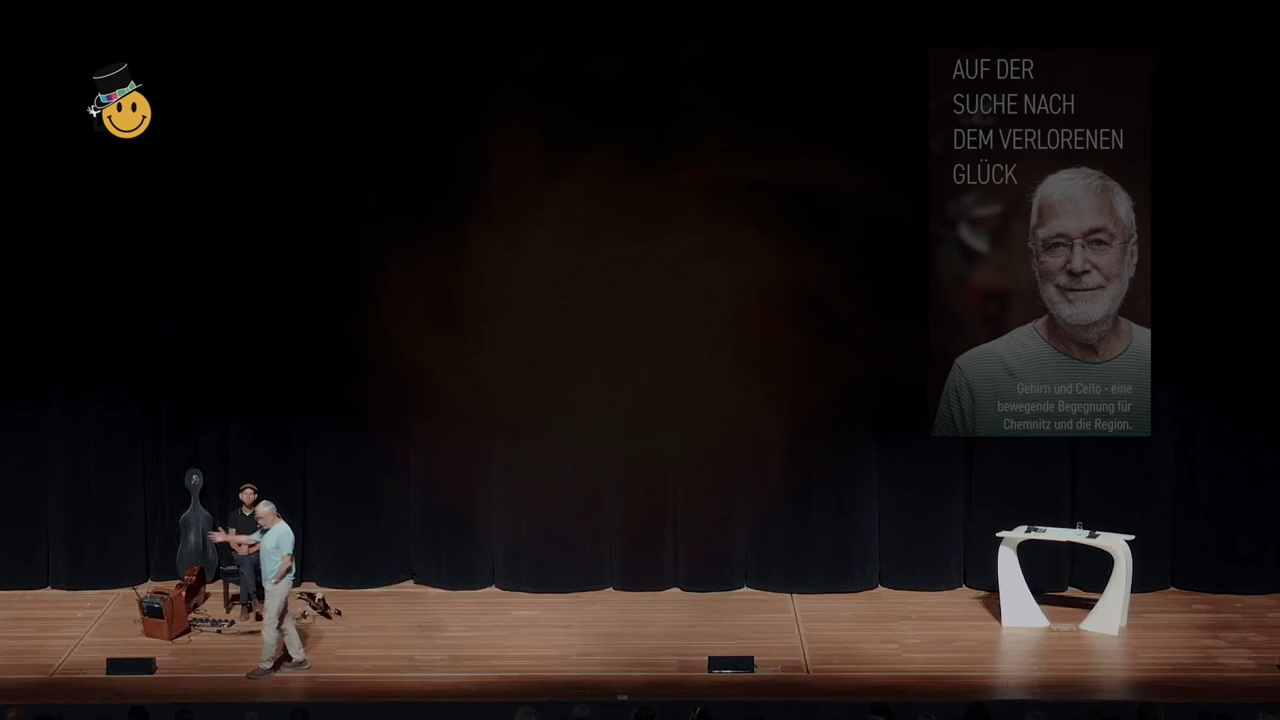 AUF DER
SUCHE NACH
DEM VERLORENEN
GLÜCK
Gehirn und Cello - eine
bewegende Begegnung für
Chemnitz und die Region.